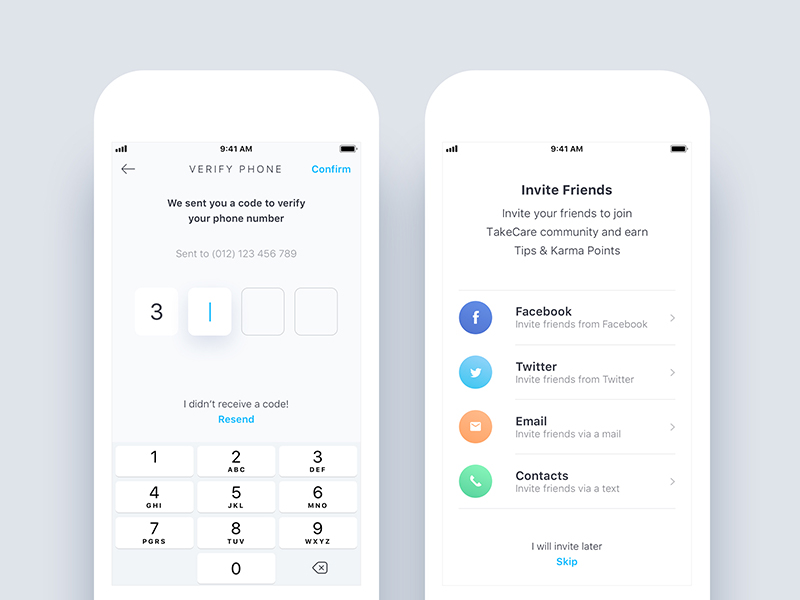 9:41 AM
VERIFY PHONE
Confirm
We sent you a code to verify
your phone number
Sent to (012) 123 456 789
3
I didn't receive a code!
Resend
1
2
ABC
3
DEF
4
GHI
5
JKL
6
MNO
7
PGRS
8
TUV
9
WXYZ
0
9:41 AM
Invite Friends
Invite your friends to join
TakeCare community and earn
Tips & Karma Points
f
Facebook
Invite friends from Facebook
Twitter
Invite friends from Twitter
Email
Invite friends via a mail
Contacts
Invite friends via a text
I will invite later
Skip